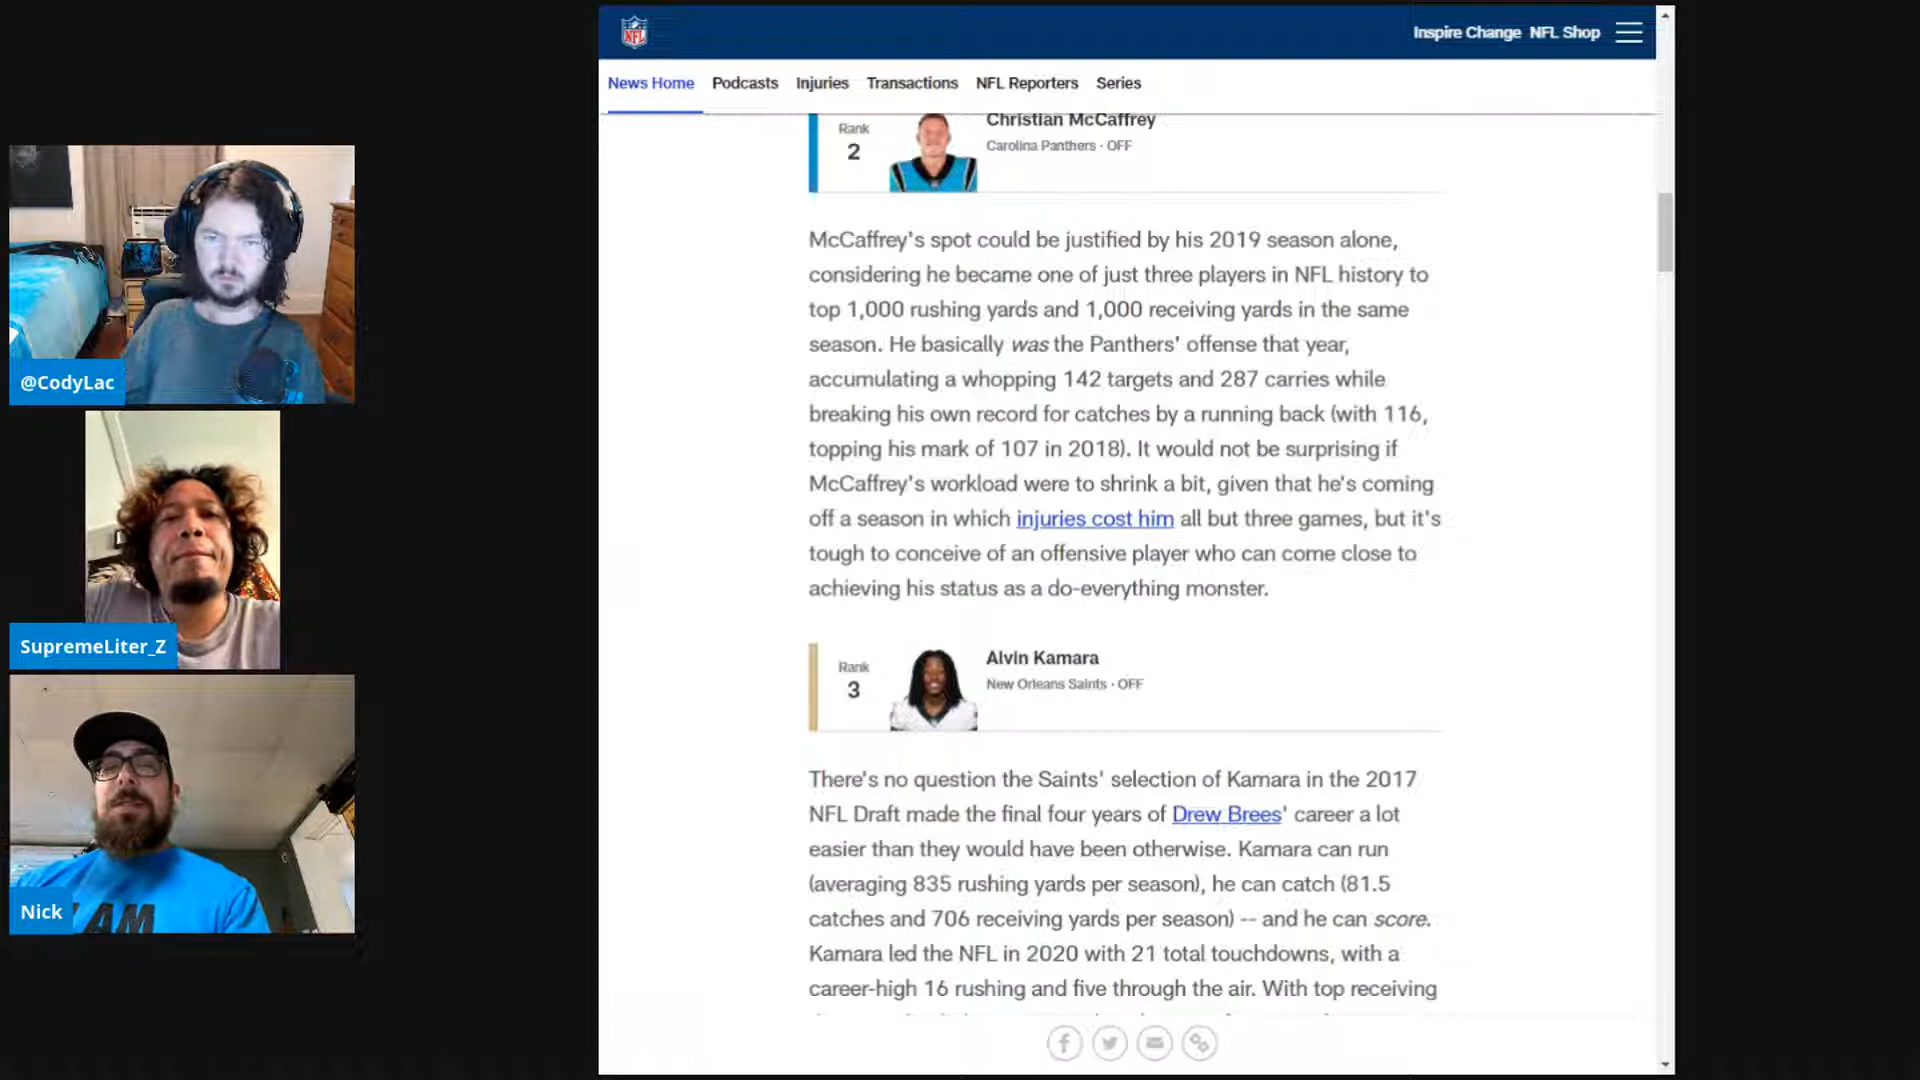 NFL
Inspire Change NFL Shop
News Home Podcasts Injuries Transactions NFL Reporters Series
Rank
2
Christian McCaffrey
Carolina Panthers · OFF
McCaffrey's spot could be justified by his 2019 season alone,
considering he became one of just three players in NFL history to
top 1,000 rushing yards and 1,000 receiving yards in the same
season. He basically was the Panthers' offense that year,
accumulating a whopping 142 targets and 287 carries while
breaking his own record for catches by a running back (with 116,
topping his mark of 107 in 2018). It would not be surprising if
McCaffrey's workload were to shrink a bit, given that he's coming
off a season in which injuries cost him all but three games, but it's
tough to conceive of an offensive player who can come close to
achieving his status as a do-everything monster.
Rank
3
Alvin Kamara
New Orleans Saints · OFF
There's no question the Saints' selection of Kamara in the 2017
NFL Draft made the final four years of Drew Brees' career a lot
easier than they would have been otherwise. Kamara can run
(averaging 835 rushing yards per season), he can catch (81.5
catches and 706 receiving yards per season) -- and he can score.
Kamara led the NFL in 2020 with 21 total touchdowns, with a
career-high 16 rushing and five through the air. With top receiving
@CodyLac
SupremeLiter_Z
Nick
AM